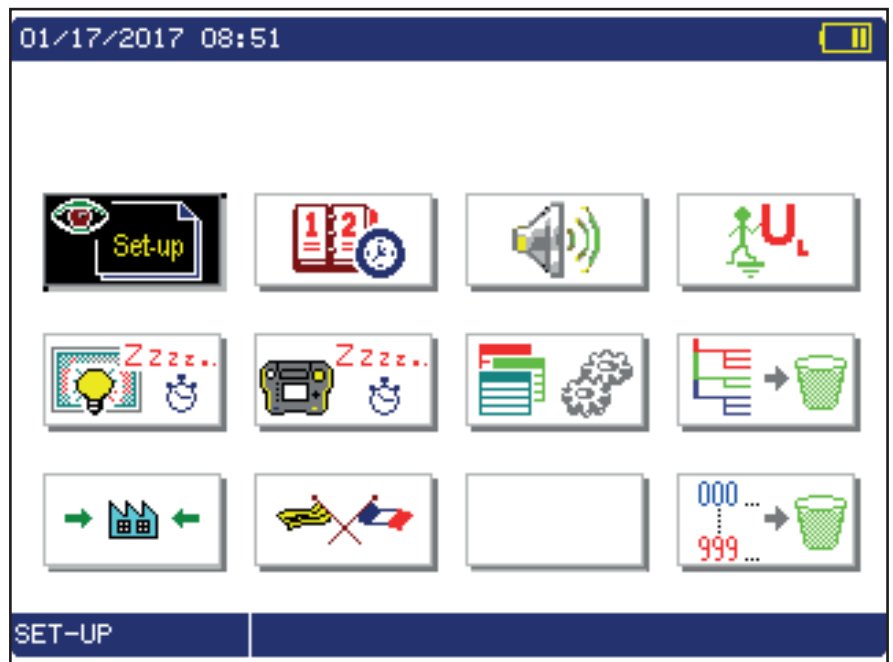 01/17/2017 08:51
Set-up
1 2
U L
Zzzz..
Zzzz..
F
000 ...
999 ...
SET-UP